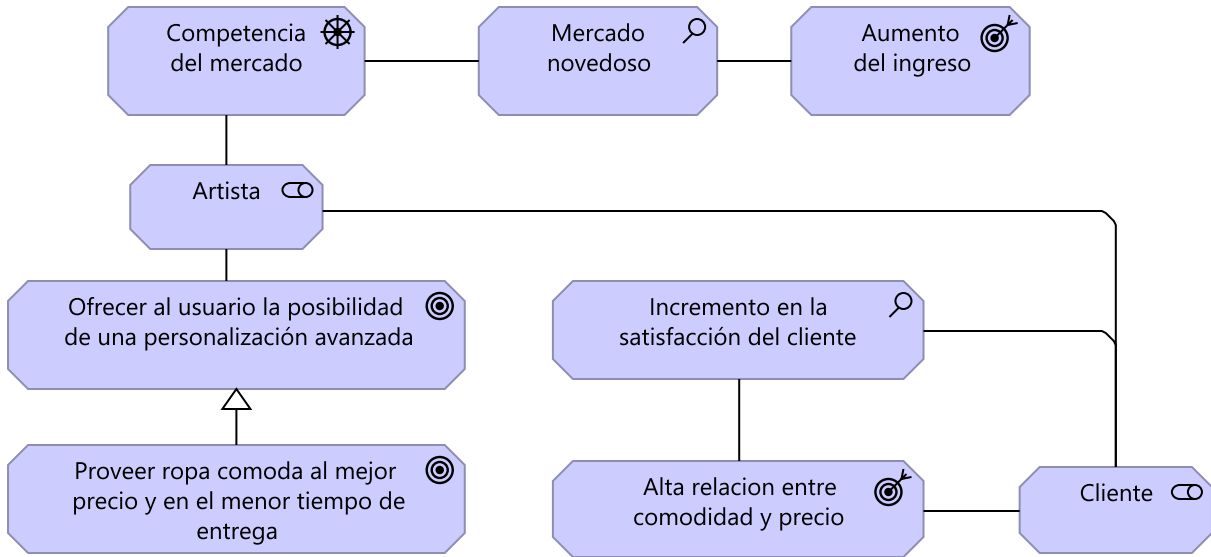 Competencia
del mercado
Mercado
novedoso
Aumento
del ingreso
Artista
Ofrecer al usuario la posibilidad
de una personalización avanzada
Incremento en la
satisfacción del cliente
Proveer ropa comoda al mejor
precio y en el menor tiempo de
entrega
Alta relacion entre
comodidad y precio
Cliente